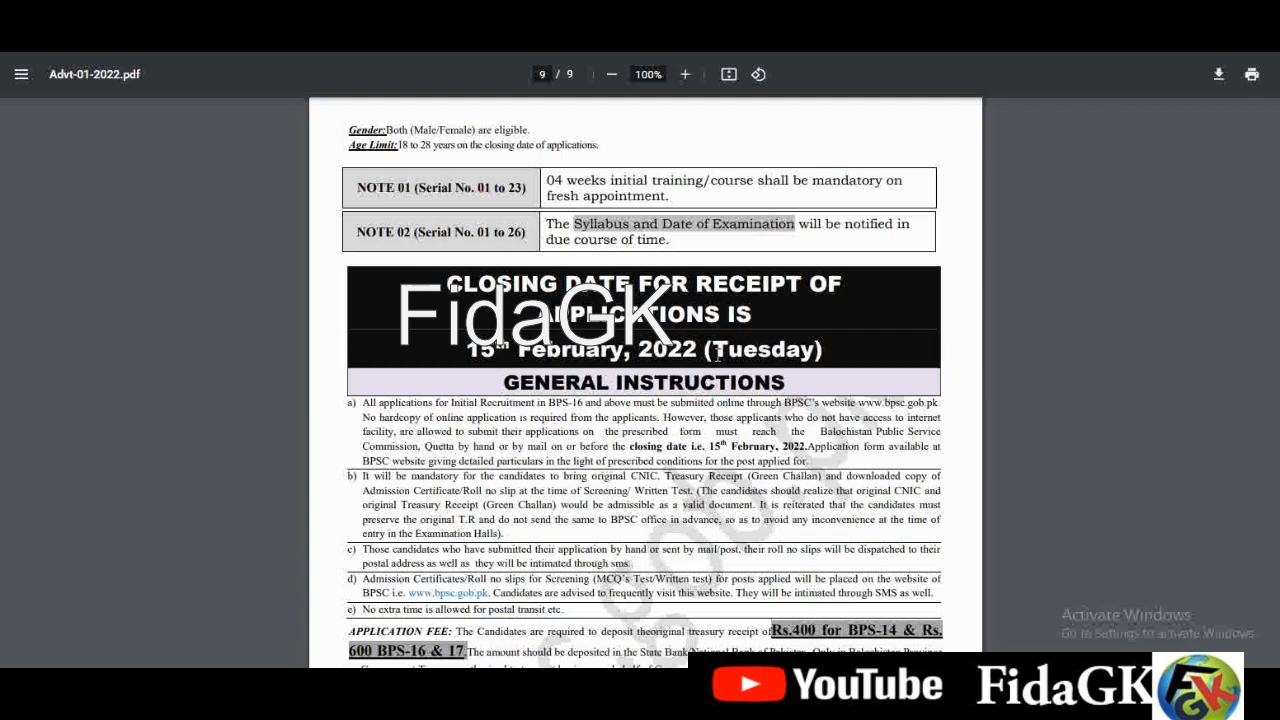 Advt-01-2022.pdf
9 / 9
100%
Gender:Both (Male/Female) are eligible.
Age Limit:18 to 28 years on the closing date of applications.
NOTE 01 (Serial No. 01 to 23)
04 weeks initial training/course shall be mandatory on
fresh appointment.
NOTE 02 (Serial No. 01 to 26)
The Syllabus and Date of Examination will be notified in
due course of time.
CLOSING DATE FOR RECEIPT OF
APPLICATIONS IS
FidaGK
15th February, 2022 (Tuesday)
GENERAL INSTRUCTIONS
a) All applications for Initial Recruitment in BPS-16 and above must be submitted online through BPSC's website www.bpsc.gob.pk.
No hardcopy of online application is required from the applicants. However, those applicants who do not have access to internet
facility, are allowed to submit their applications on the prescribed form must reach the Balochistan Public Service
Commission, Quetta by hand or by mail on or before the closing date i.e. 15th February, 2022.Application form available at
BPSC website giving detailed particulars in the light of prescribed conditions for the post applied for.
b) It will be mandatory for the candidates to bring original CNIC, Treasury Receipt (Green Challan) and downloaded copy of
Admission Certificate/Roll no slip at the time of Screening/ Written Test. (The candidates should realize that original CNIC and
original Treasury Receipt (Green Challan) would be admissible as a valid document. It is reiterated that the candidates must
preserve the original T.R and do not send the same to BPSC office in advance, so as to avoid any inconvenience at the time of
entry in the Examination Halls).
c) Those candidates who have submitted their application by hand or sent by mail/post, their roll no slips will be dispatched to their
postal address as well as they will be intimated through sms.
d) Admission Certificates/Roll no slips for Screening (MCQ's Test/Written test) for posts applied will be placed on the website of
BPSC i.e. www.bpsc.gob.pk. Candidates are advised to frequently visit this website. They will be intimated through SMS as well.
e) No extra time is allowed for postal transit etc.
APPLICATION FEE: The Candidates are required to deposit theoriginal treasury receipt of Rs.400 for BPS-14 & Rs.
600 BPS-16 & 17.The amount should be deposited in the State Bank/National Bank of Pakistan. Only in Balochistan Province
Activate Windows
Go to Settings to activate Windows
YouTube FidaGK